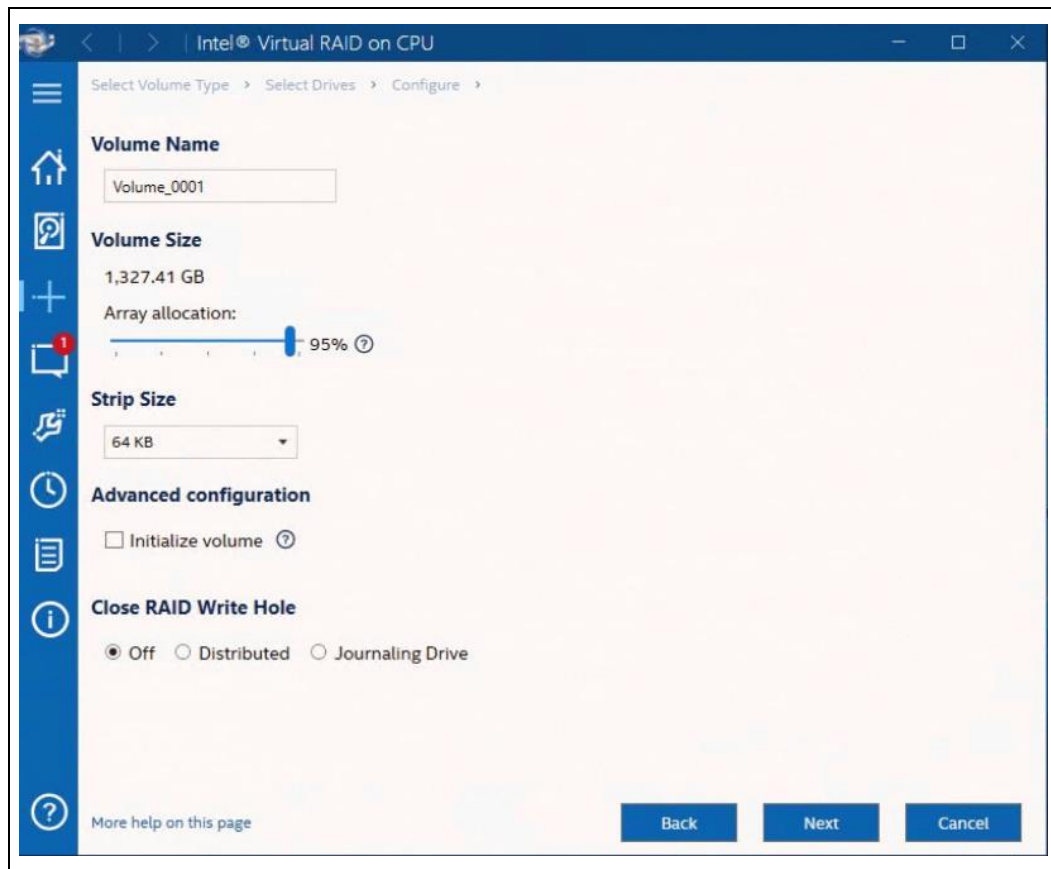 Intel® Virtual RAID on CPU
Select Volume Type > Select Drives > Configure >
Volume Name
Volume_0001
Volume Size
1,327.41 GB
Array allocation:
95% ?
1
Strip Size
64 KB
Advanced configuration
Initialize volume ?
Close RAID Write Hole
Off Distributed Journaling Drive
? More help on this page Back Next Cancel